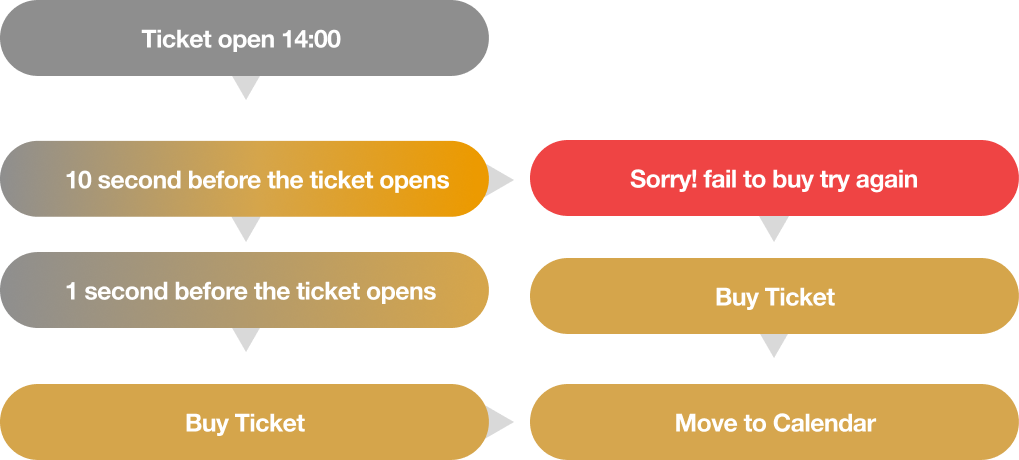 Ticket open 14:00
10 second before the ticket opens
Sorry! fail to buy try again
1 second before the ticket opens
Buy Ticket
Buy Ticket
Move to Calendar